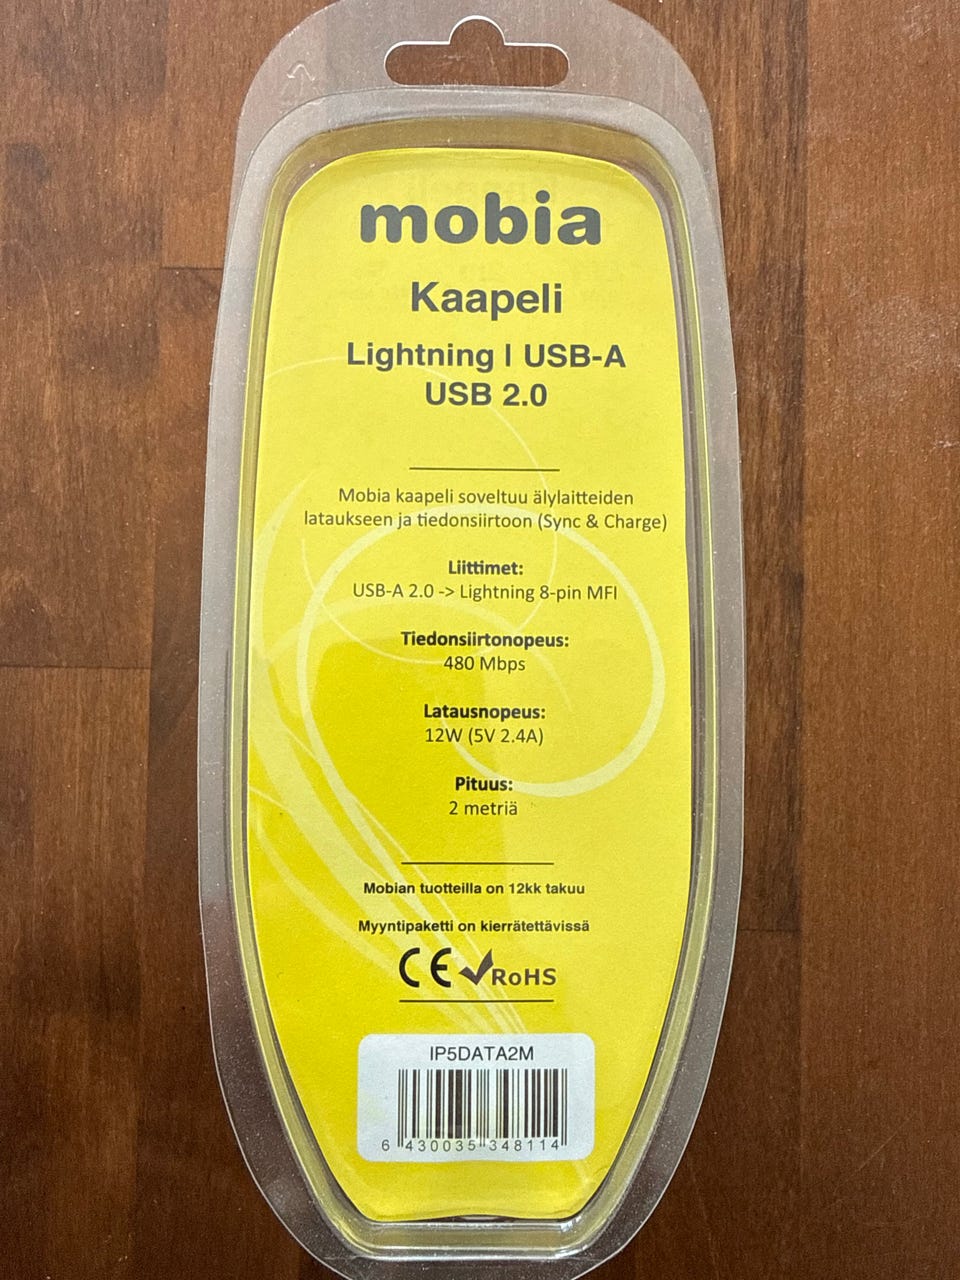 mobia
Kaapeli
Lightning | USB-A
USB 2.0
Mobia kaapeli soveltuu älylaitteiden
lataukseen ja tiedonsiirtoon (Sync & Charge)
Liittimet:
USB-A 2.0 -> Lightning 8-pin MFI
Tiedonsiirtonopeus:
480 Mbps
Latausnopeus:
12W (5V 2.4A)
Pituus:
2 metriä
Mobian tuotteilla on 12kk takuu
Myyntipaketti on kierrätettävissä
CE RoHS
IP5DATA2M
6 430035 348114